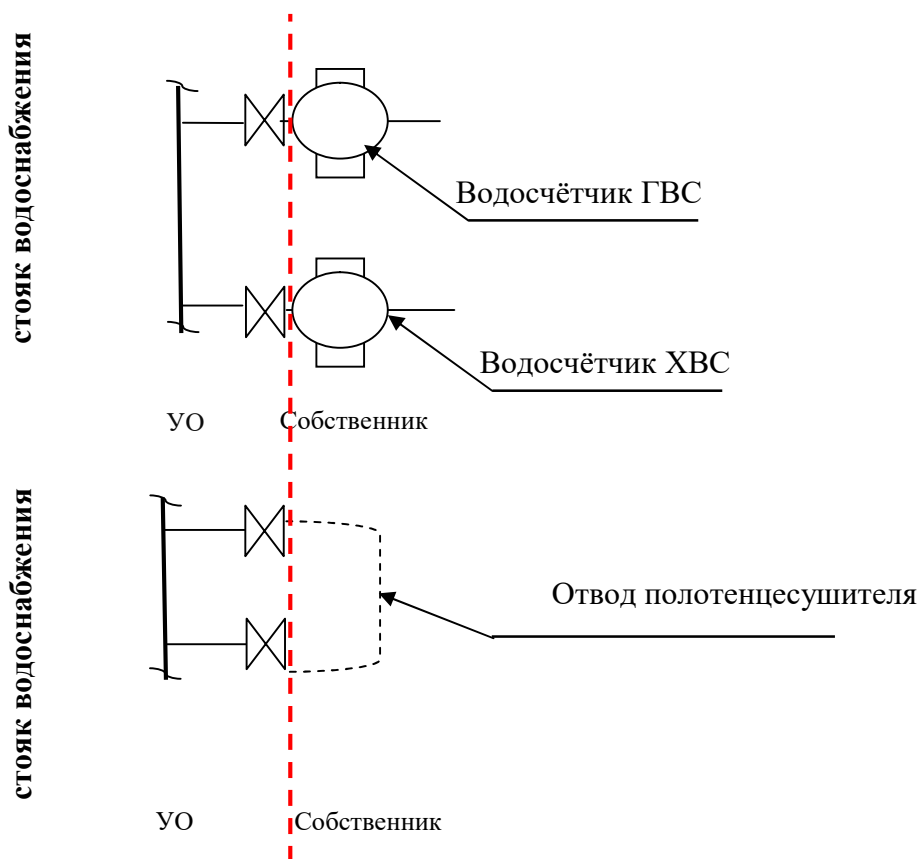 стояк водоснабжения
Водосчётчик ГВС
Водосчётчик ХВС
УО
Собственник
стояк водоснабжения
Отвод полотенцесушителя
УО
Собственник